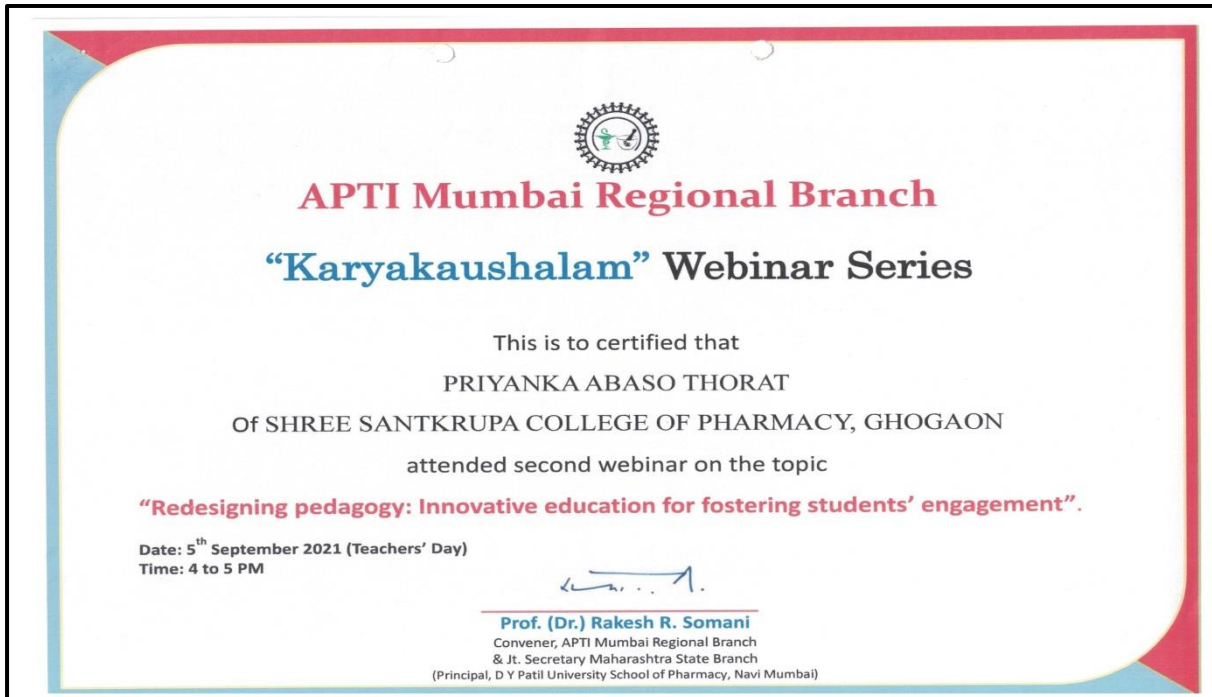 APTI Mumbai Regional Branch
“Karyakaushalam” Webinar Series
This is to certified that
PRIYANKA ABASO THORAT
Of SHREE SANTKRUPA COLLEGE OF PHARMACY, GHOGAON
attended second webinar on the topic
“Redesigning pedagogy: Innovative education for fostering students’ engagement”.
Date: 5th September 2021 (Teachers’ Day)
Time: 4 to 5 PM
Prof. (Dr.) Rakesh R. Somani
Convener, APTI Mumbai Regional Branch
& Jt. Secretary Maharashtra State Branch
(Principal, D Y Patil University School of Pharmacy, Navi Mumbai)